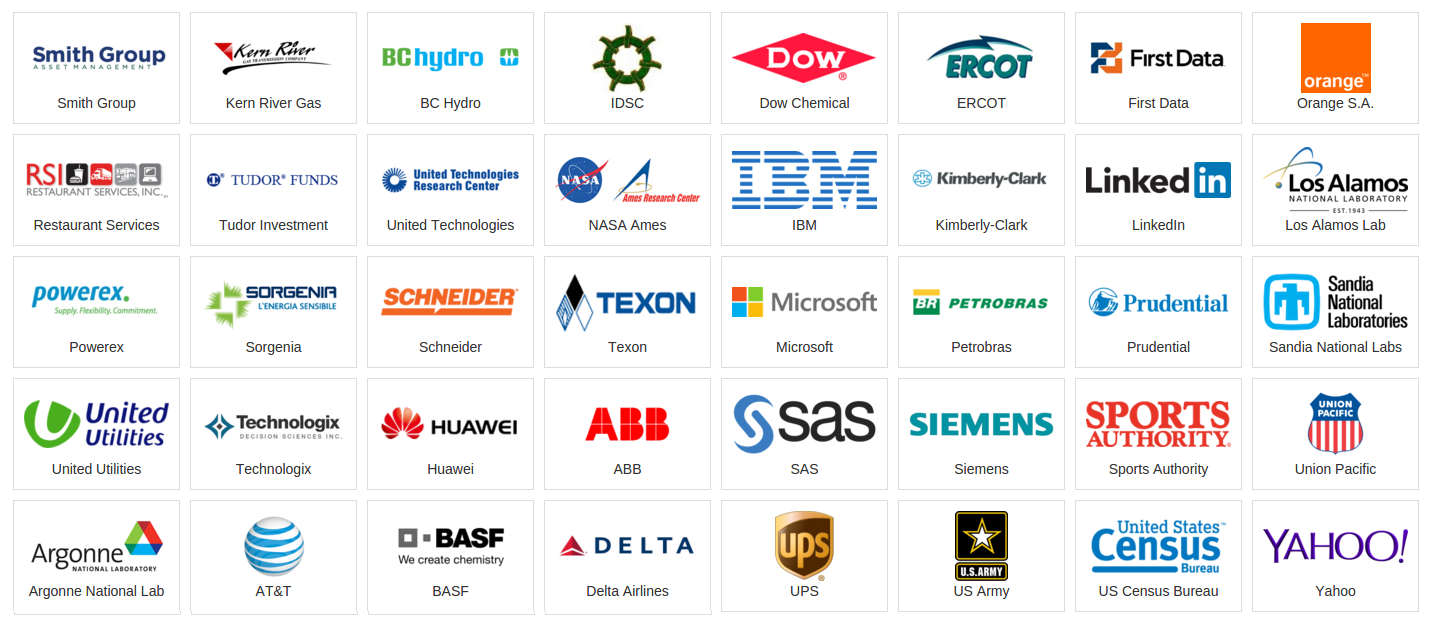 Smith Group
ASSET MANAGEMENT
Smith Group
Kern River
GAS TRANSMISSION COMPANY
Kern River Gas
BC hydro
BC Hydro
IDSC
Dow®
Dow Chemical
ERCOT
ERCOT
First Data
First Data
orange™
Orange S.A.
RSI
RESTAURANT SERVICES, INC.
Restaurant Services
TUDOR® FUNDS
Tudor Investment
United Technologies
Research Center
United Technologies
NASA
Ames Research Center
NASA Ames
IBM
IBM
Kimberly-Clark
Kimberly-Clark
Linked in
LinkedIn
Los Alamos
NATIONAL LABORATORY
EST. 1943
Los Alamos Lab
powerex.
Supply. Flexibility. Commitment.
Powerex
SORGENIA
L'ENERGIA SENSIBILE
Sorgenia
SCHNEIDER
Schneider
TEXON
Texon
Microsoft
Microsoft
BR PETROBRAS
Petrobras
Prudential
Prudential
Sandia
National
Laboratories
Sandia National Labs
United
Utilities
United Utilities
Technologix
DECISION SCIENCES INC.
Technologix
HUAWEI
Huawei
ABB
ABB
sas
SAS
SIEMENS
Siemens
SPORTS
AUTHORITY
Sports Authority
UNION
PACIFIC
Union Pacific
Argonne
NATIONAL LABORATORY
Argonne National Lab
AT&T
BASF
We create chemistry
BASF
DELTA
Delta Airlines
ups®
UPS
U.S.ARMY
US Army
United States™
Census
Bureau
US Census Bureau
YAHOO!
Yahoo